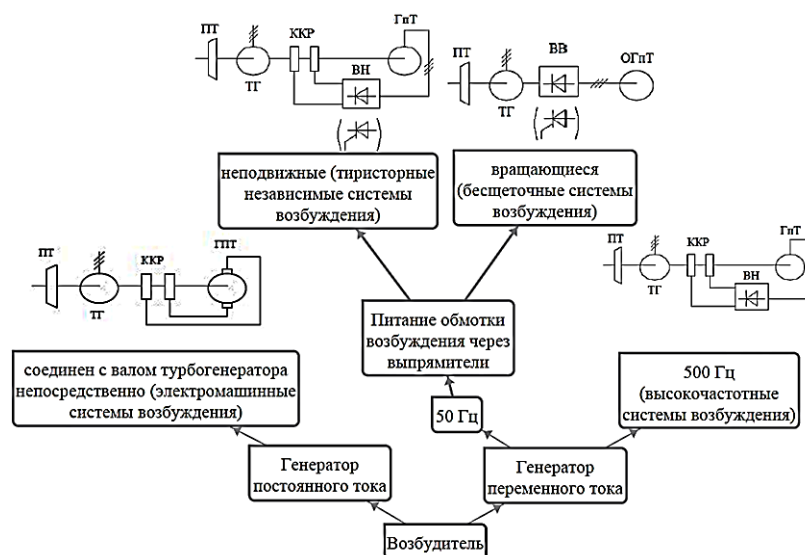 ПТ
ККР
ГпТ
ТГ
ВН
ПТ
ВВ
ОГпТ
ТГ
неподвижные (тиристорные
независимые системы
возбуждения)
вращающиеся
(бесщеточные системы
возбуждения)
ПТ
ККР
ГПТ
ТГ
ПТ
ККР
ГпТ
ТГ
ВН
Питание обмотки
возбуждения через
выпрямители
соединен с валом турбогенератора
непосредственно (электромашинные
системы возбуждения)
500 Гц
(высокочастотные
системы возбуждения)
50 Гц
Генератор
постоянного тока
Генератор
переменного тока
Возбудитель